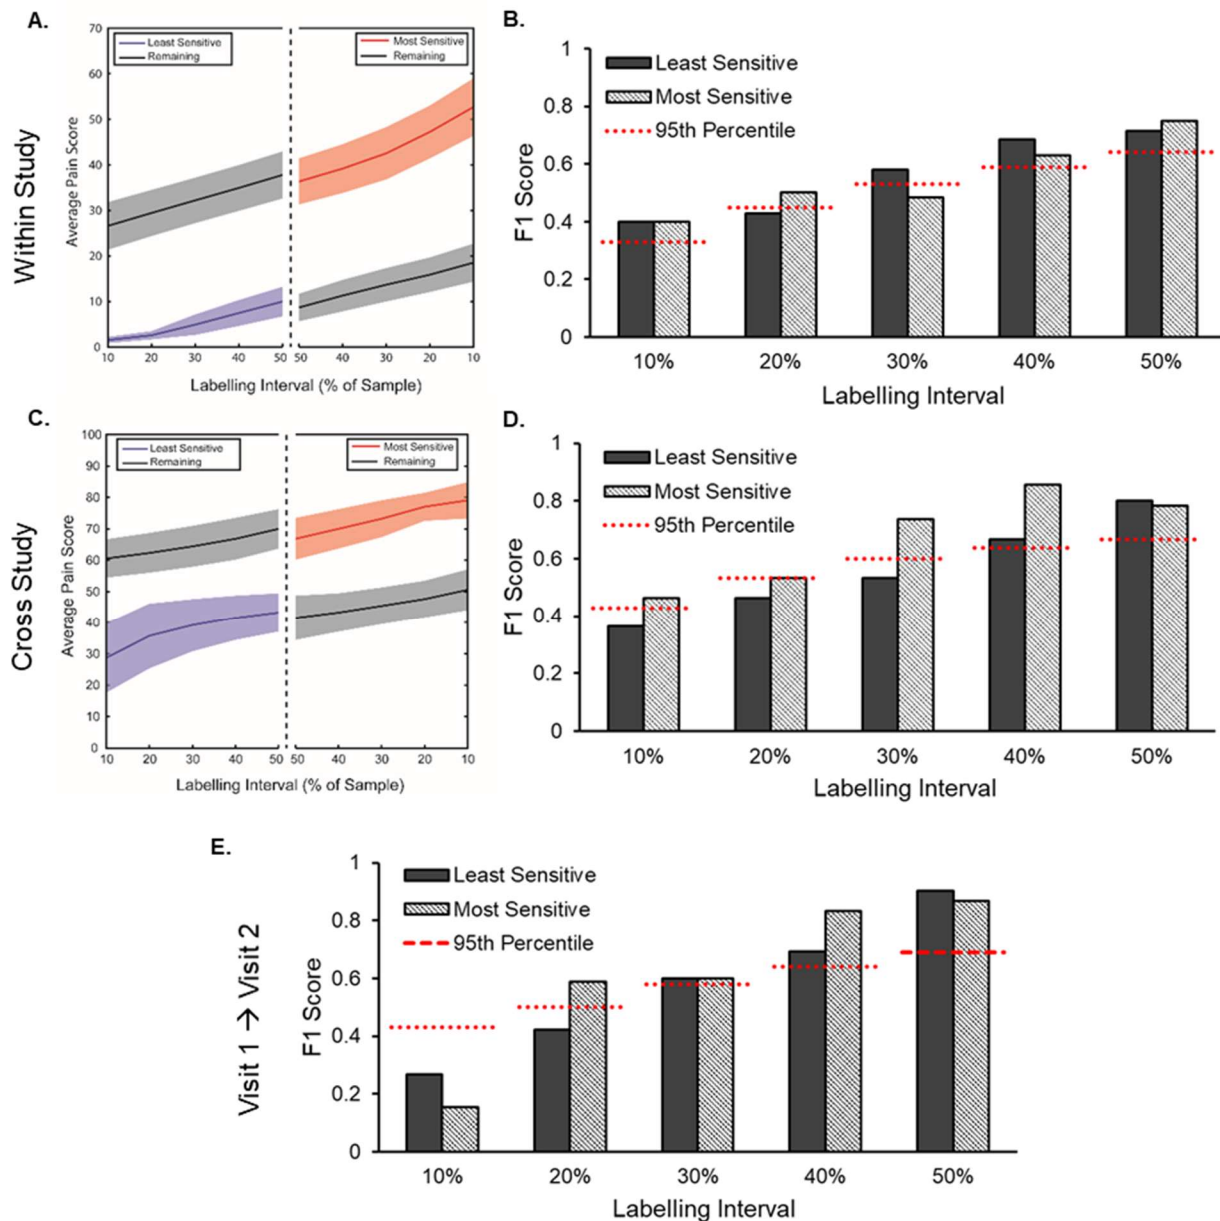 A.
Within Study
Average Pain Score
70
60
50
40
30
20
10
0
Least Sensitive
Remaining
Most Sensitive
Remaining
10 20 30 40 50 50 40 30 20 10
Labelling Interval (% of Sample)
B.
F1 Score
1
0.8
0.6
0.4
0.2
0
Least Sensitive
Most Sensitive
95th Percentile
10% 20% 30% 40% 50%
Labelling Interval
C.
Cross Study
Average Pain Score
100
90
80
70
60
50
40
30
20
10
0
Least Sensitive
Remaining
Most Sensitive
Remaining
10 20 30 40 50 50 40 30 20 10
Labelling Interval (% of Sample)
D.
F1 Score
1
0.8
0.6
0.4
0.2
0
Least Sensitive
Most Sensitive
95th Percentile
10% 20% 30% 40% 50%
Labelling Interval
E.
Visit 1 → Visit 2
F1 Score
1
0.8
0.6
0.4
0.2
0
Least Sensitive
Most Sensitive
95th Percentile
10% 20% 30% 40% 50%
Labelling Interval